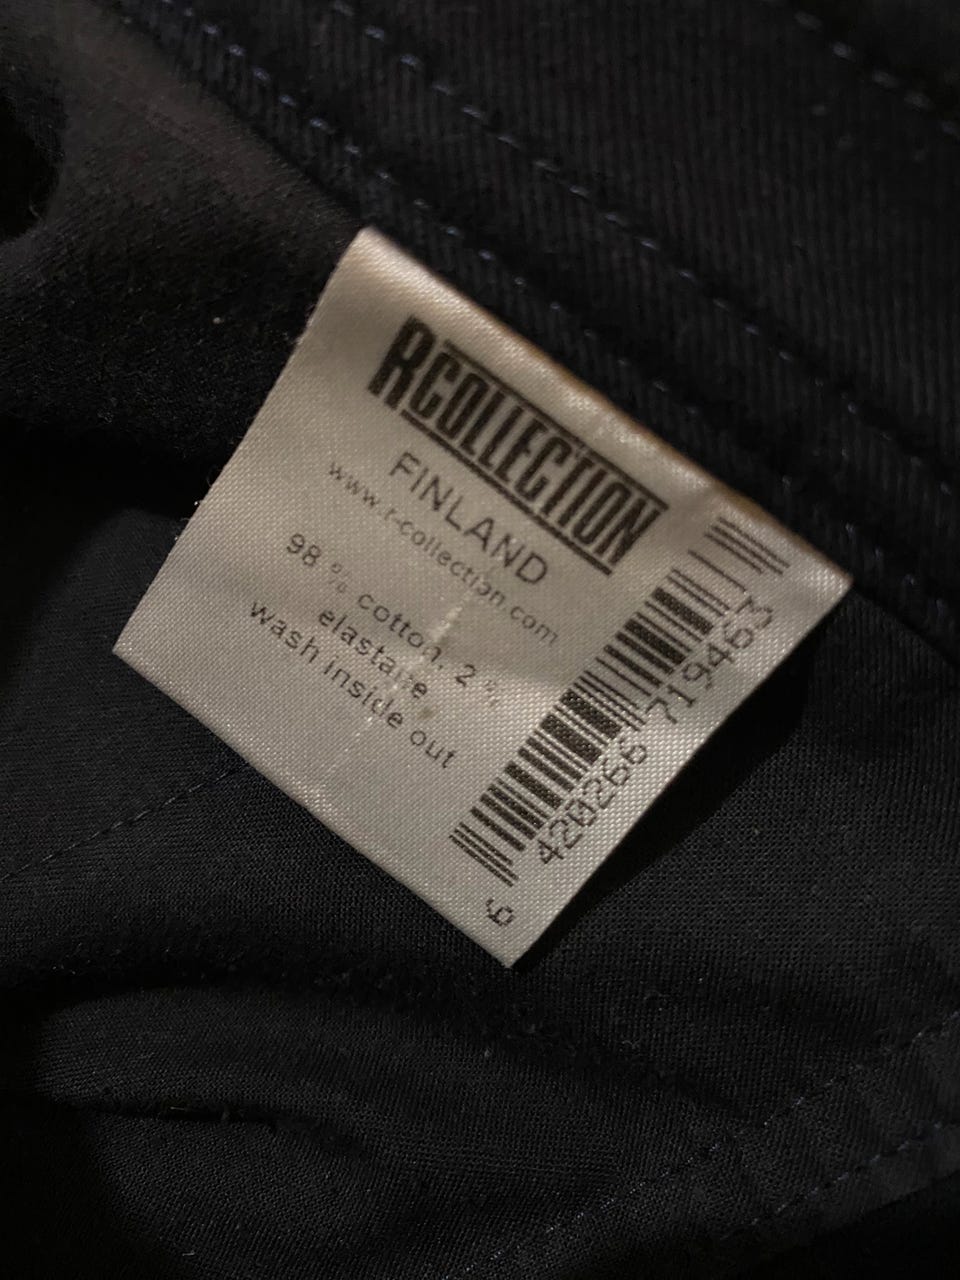 RCOLLECTION
FINLAND
www.r-collection.com
98 % cotton, 2 %
elastane
wash inside out
6 420266 719463